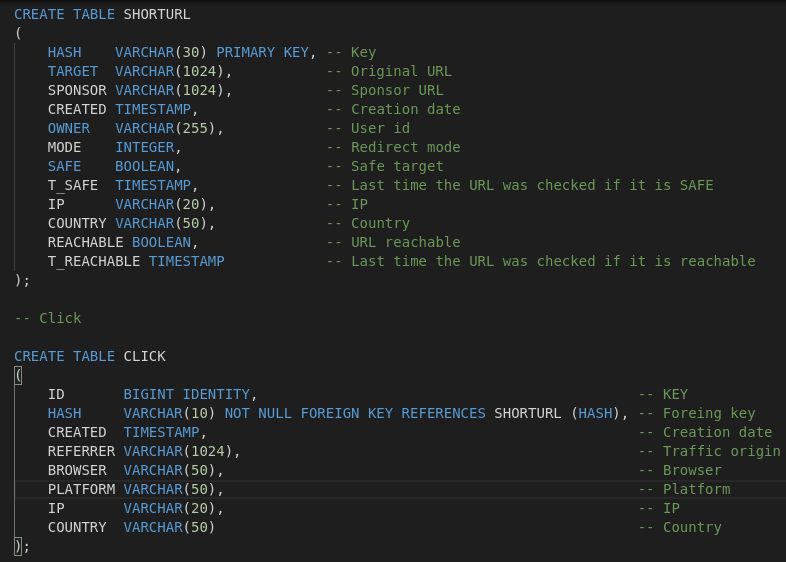 CREATE TABLE SHORTURL
(
    HASH    VARCHAR(30) PRIMARY KEY, -- Key
    TARGET  VARCHAR(1024),           -- Original URL
    SPONSOR VARCHAR(1024),           -- Sponsor URL
    CREATED TIMESTAMP,               -- Creation date
    OWNER   VARCHAR(255),            -- User id
    MODE    INTEGER,                 -- Redirect mode
    SAFE    BOOLEAN,                 -- Safe target
    T_SAFE  TIMESTAMP,               -- Last time the URL was checked if it is SAFE
    IP      VARCHAR(20),             -- IP
    COUNTRY VARCHAR(50),             -- Country
    REACHABLE BOOLEAN,               -- URL reachable
    T_REACHABLE TIMESTAMP            -- Last time the URL was checked if it is reachable
);

-- Click

CREATE TABLE CLICK
(
    ID       BIGINT IDENTITY,                                             -- KEY
    HASH     VARCHAR(10) NOT NULL FOREIGN KEY REFERENCES SHORTURL (HASH), -- Foreing key
    CREATED  TIMESTAMP,                                                   -- Creation date
    REFERRER VARCHAR(1024),                                               -- Traffic origin
    BROWSER  VARCHAR(50),                                                 -- Browser
    PLATFORM VARCHAR(50),                                                 -- Platform
    IP       VARCHAR(20),                                                 -- IP
    COUNTRY  VARCHAR(50)                                                  -- Country
);